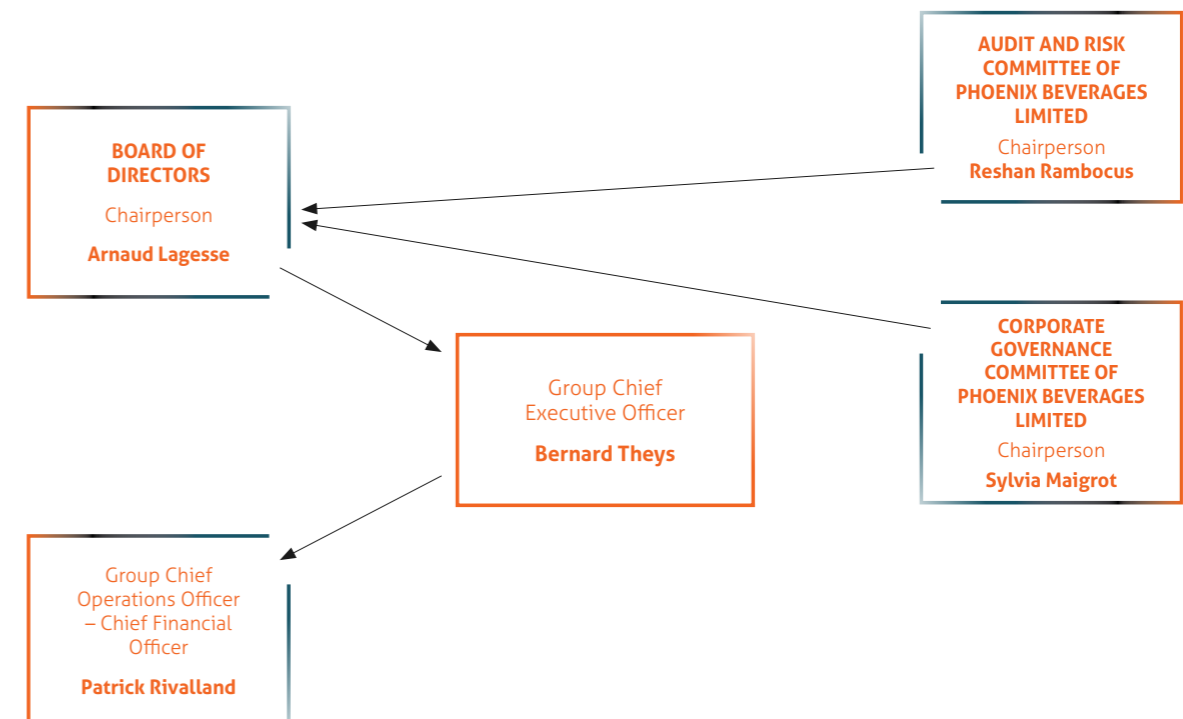 BOARD OF
DIRECTORS
Chairperson
Arnaud Lagesse
AUDIT AND RISK
COMMITTEE OF
PHOENIX BEVERAGES
LIMITED
Chairperson
Reshan Rambocus
Group Chief
Executive Officer
Bernard Theys
CORPORATE
GOVERNANCE
COMMITTEE OF
PHOENIX BEVERAGES
LIMITED
Chairperson
Sylvia Maigrot
Group Chief
Operations Officer
– Chief Financial
Officer
Patrick Rivalland